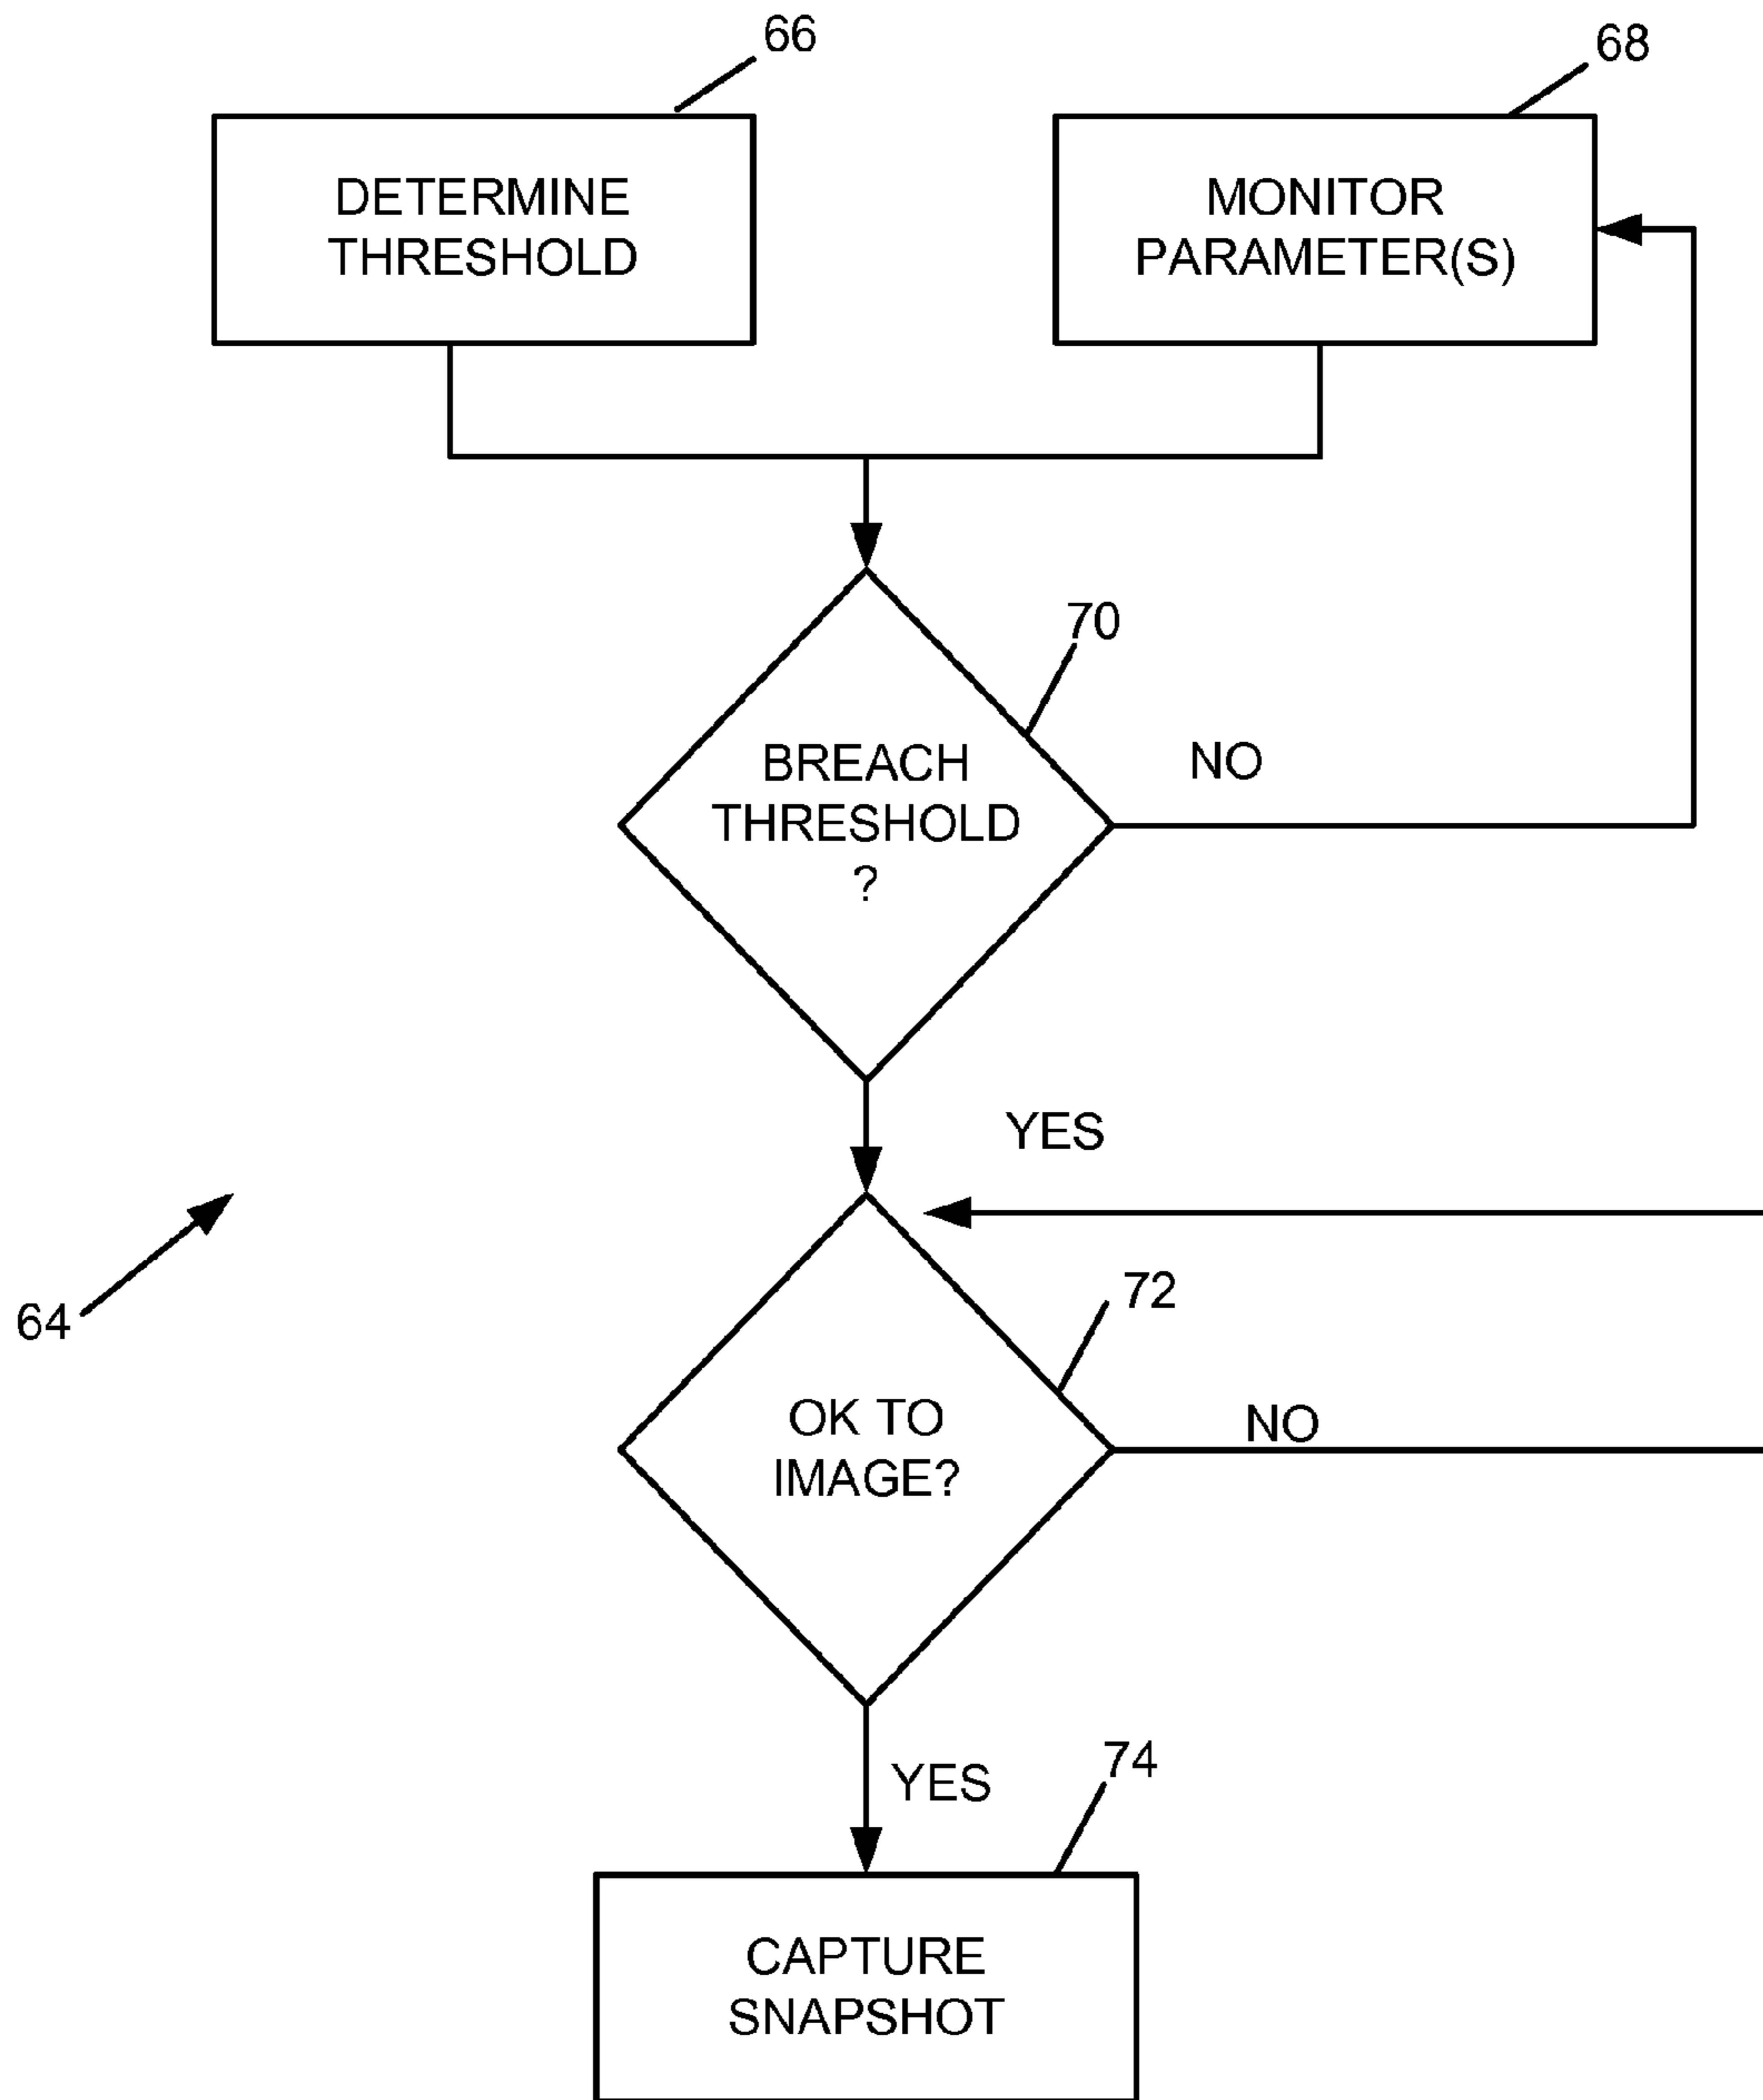 66
68
DETERMINE
THRESHOLD
MONITOR
PARAMETER(S)
70
BREACH
THRESHOLD
?
NO
YES
64
72
OK TO
IMAGE?
NO
YES
74
CAPTURE
SNAPSHOT